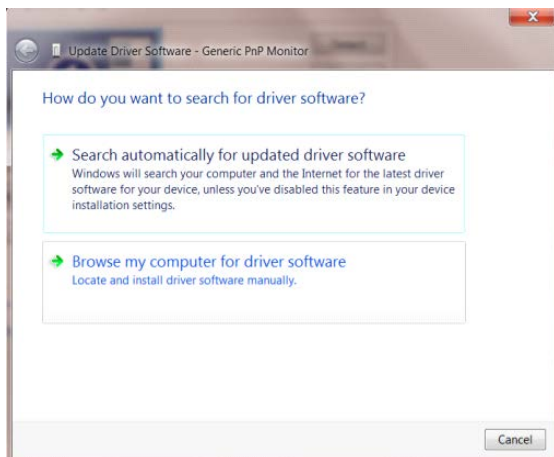 Update Driver Software - Generic PnP Monitor
How do you want to search for driver software?
Search automatically for updated driver software
Windows will search your computer and the Internet for the latest driver
software for your device, unless you've disabled this feature in your device
installation settings.
Browse my computer for driver software
Locate and install driver software manually.
Cancel